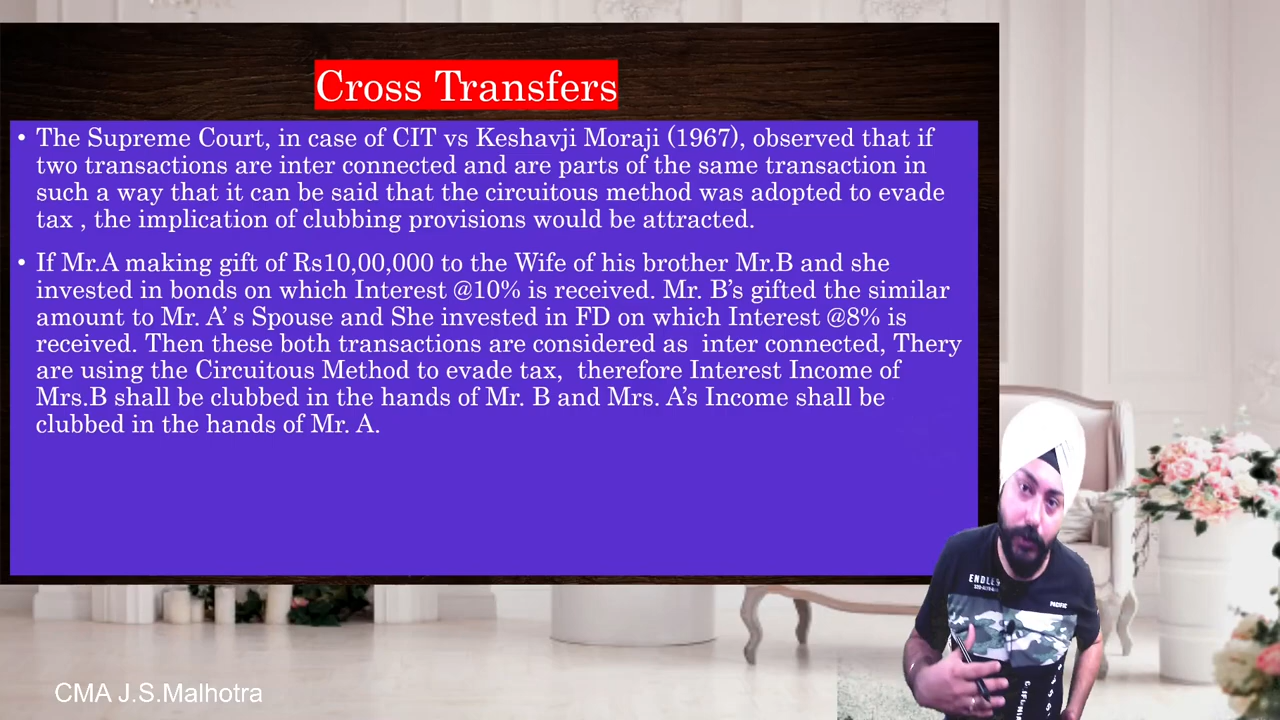 Cross Transfers
• The Supreme Court, in case of CIT vs Keshavji Moraji (1967), observed that if
two transactions are inter connected and are parts of the same transaction in
such a way that it can be said that the circuitous method was adopted to evade
tax , the implication of clubbing provisions would be attracted.
• If Mr.A making gift of Rs10,00,000 to the Wife of his brother Mr.B and she
invested in bonds on which Interest @10% is received. Mr. B’s gifted the similar
amount to Mr. A’ s Spouse and She invested in FD on which Interest @8% is
received. Then these both transactions are considered as inter connected, Thery
are using the Circuitous Method to evade tax, therefore Interest Income of
Mrs.B shall be clubbed in the hands of Mr. B and Mrs. A’s Income shall be
clubbed in the hands of Mr. A.
ENDLES
PACIFIC
CMA J.S.Malhotra